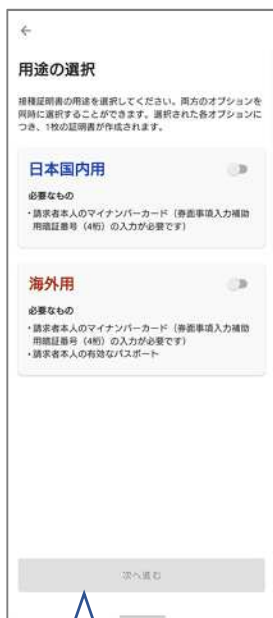 用途の選択
接種証明書の用途を選択してください。両方のオプションを
同時に選択することができます。選択された各オプションに
つき、1枚の証明書が作成されます。
日本国内用
必要なもの
・請求者本人のマイナンバーカード（券面事項入力補助
用暗証番号（4桁）の入力が必要です）
海外用
必要なもの
・請求者本人のマイナンバーカード（券面事項入力補助
用暗証番号（4桁）の入力が必要です）
・請求者本人の有効なパスポート
次へ進む